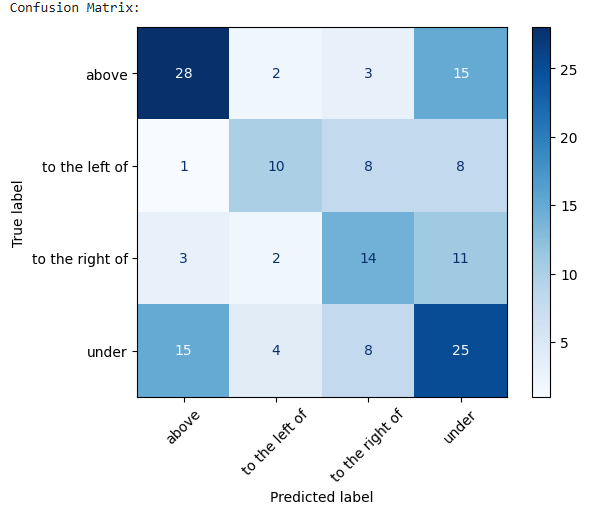 Confusion Matrix:
above 28 2 3 15
to the left of 1 10 8 8
to the right of 3 2 14 11
under 15 4 8 25
above to the left of to the right of under
Predicted label
True label
25
20
15
10
5